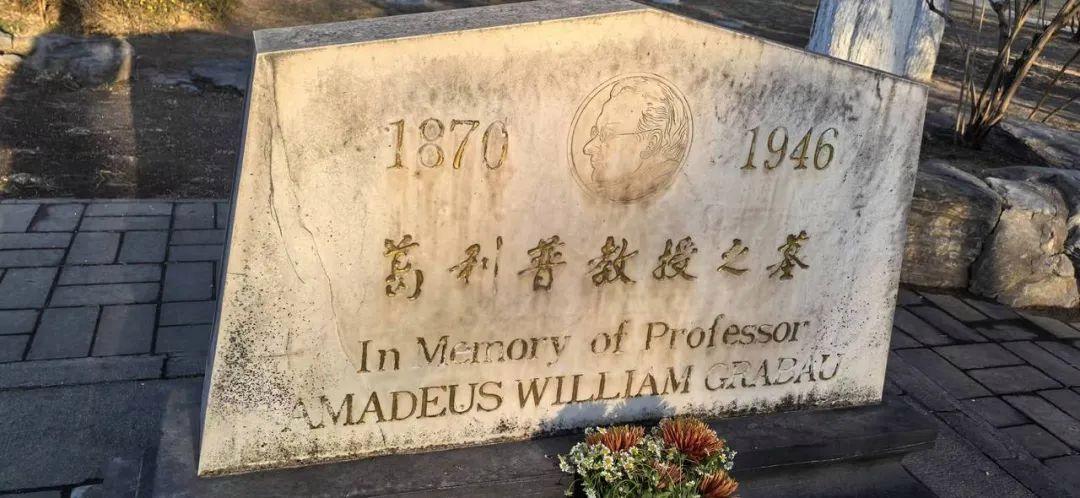 1870 1946
葛利普教授之墓
In Memory of Professor
AMADEUS WILLIAM GRABAU